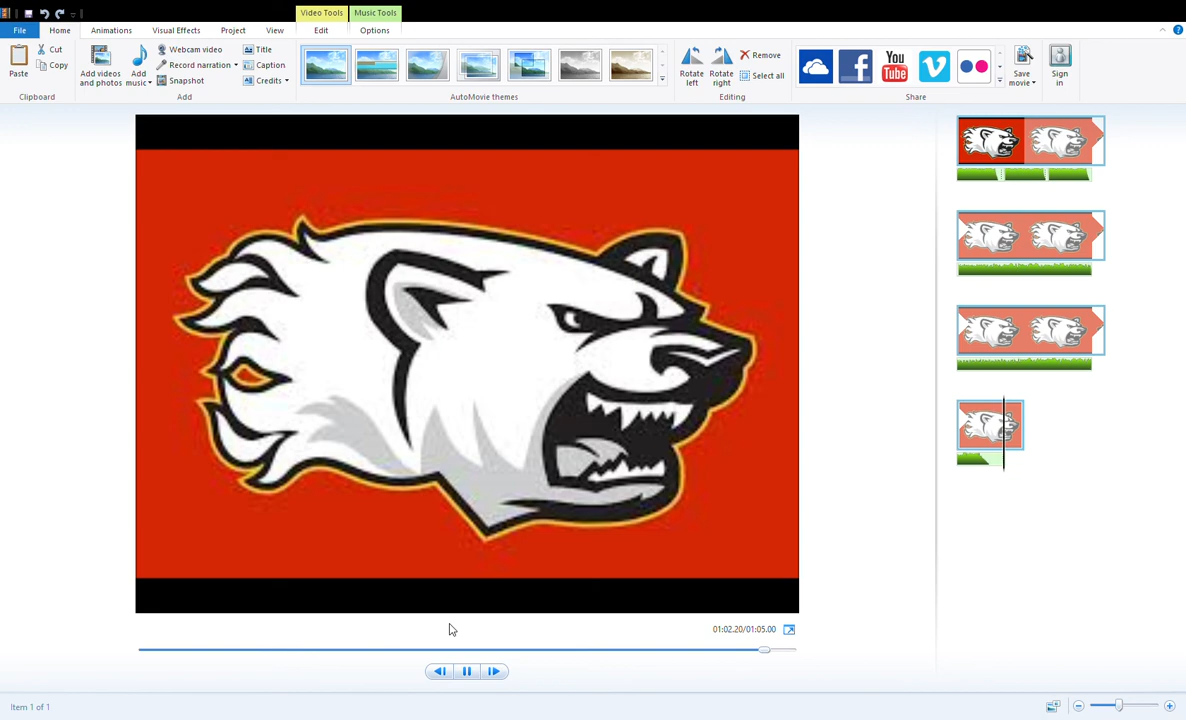 Video Tools Music Tools
File Home Animations Visual Effects Project View Edit Options
Paste
Cut
Copy
Clipboard
Add videos
and photos
Add
music
Webcam video
Record narration
Snapshot
Title
Caption
Credits
Add
AutoMovie themes
Rotate
left
Rotate
right
Remove
Select all
Editing
f
You
Tube
Share
Save
movie
Sign
in
01:02.20/01:05.00
Item 1 of 1